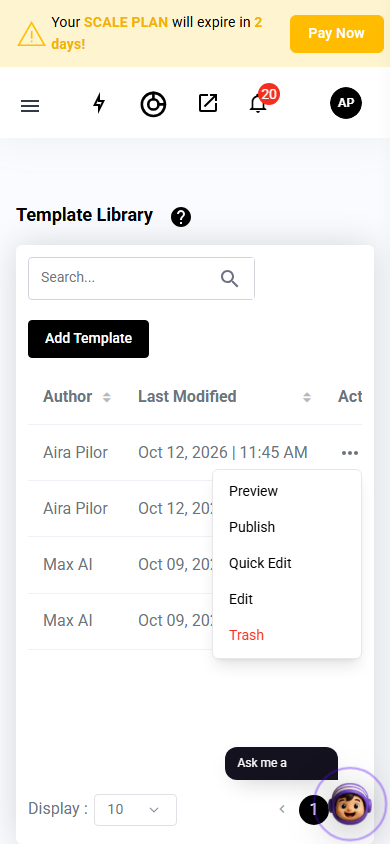 Your SCALE PLAN will expire in 2
days!
Pay Now
20
AP
Template Library
Search...
Add Template
Author Last Modified Act
Aira Pilor Oct 12, 2026 | 11:45 AM
Aira Pilor Oct 12, 202
Max AI Oct 09, 202
Max AI Oct 09, 202
Preview
Publish
Quick Edit
Edit
Trash
Ask me a
Display : 10 1